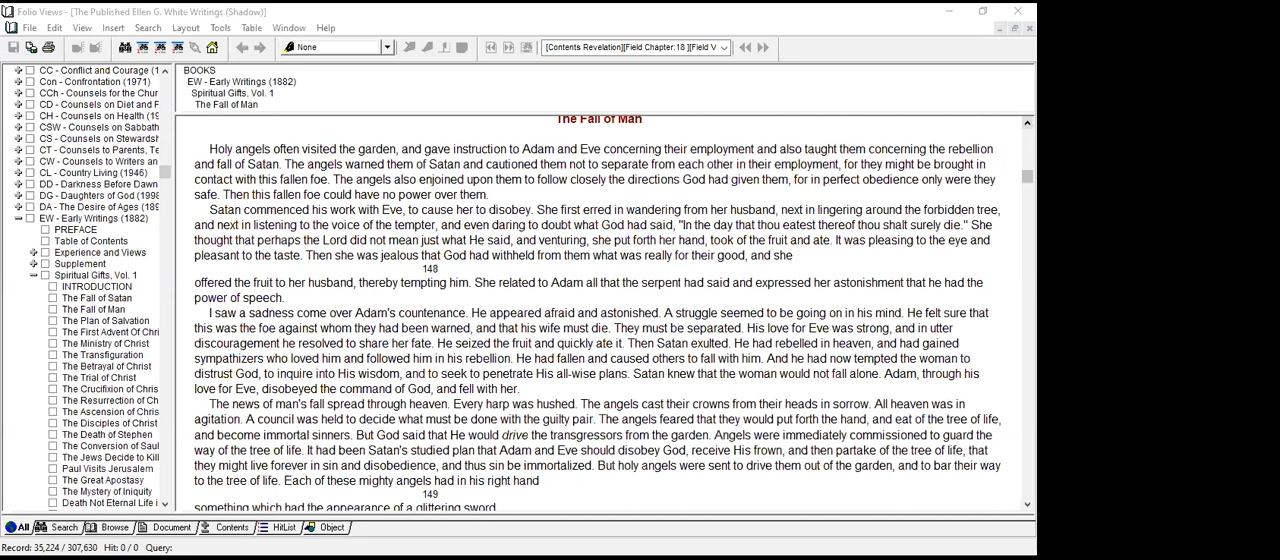 Folio Views - [The Published Ellen G. White Writings (Shadow)]
File Edit View Insert Search Layout Tools Table Window Help
None
[Contents Revelation][Field Chapter:18 ][Field V
CC - Conflict and Courage (1
Con - Confrontation (1971)
CCh - Counsels for the Chur
CD - Counsels on Diet and F
CH - Counsels on Health (19
CSW - Counsels on Sabbath
CS - Counsels on Stewardsh
CT - Counsels to Parents, Te
CW - Counsels to Writers an
CL - Country Living (1946)
DD - Darkness Before Dawn
DG - Daughters of God (1998
DA - The Desire of Ages (189
EW - Early Writings (1882)
PREFACE
Table of Contents
Experience and Views
Supplement
Spiritual Gifts, Vol. 1
INTRODUCTION
The Fall of Satan
The Fall of Man
The Plan of Salvation
The First Advent Of Chri
The Ministry of Christ
The Transfiguration
The Betrayal of Christ
The Trial of Christ
The Crucifixion of Chris
The Resurrection of Ch
The Ascension of Christ
The Disciples of Christ
The Death of Stephen
The Conversion of Saul
The Jews Decide to Kill
Paul Visits Jerusalem
The Great Apostasy
The Mystery of Iniquity
Death Not Eternal Life i
BOOKS
EW - Early Writings (1882)
Spiritual Gifts, Vol. 1
The Fall of Man
The Fall of Man
Holy angels often visited the garden, and gave instruction to Adam and Eve concerning their employment and also taught them concerning the rebellion
and fall of Satan. The angels warned them of Satan and cautioned them not to separate from each other in their employment, for they might be brought in
contact with this fallen foe. The angels also enjoined upon them to follow closely the directions God had given them, for in perfect obedience only were they
safe. Then this fallen foe could have no power over them.
Satan commenced his work with Eve, to cause her to disobey. She first erred in wandering from her husband, next in lingering around the forbidden tree,
and next in listening to the voice of the tempter, and even daring to doubt what God had said, "In the day that thou eatest thereof thou shalt surely die." She
thought that perhaps the Lord did not mean just what He said, and venturing, she put forth her hand, took of the fruit and ate. It was pleasing to the eye and
pleasant to the taste. Then she was jealous that God had withheld from them what was really for their good, and she
148
offered the fruit to her husband, thereby tempting him. She related to Adam all that the serpent had said and expressed her astonishment that he had the
power of speech.
I saw a sadness come over Adam's countenance. He appeared afraid and astonished. A struggle seemed to be going on in his mind. He felt sure that
this was the foe against whom they had been warned, and that his wife must die. They must be separated. His love for Eve was strong, and in utter
discouragement he resolved to share her fate. He seized the fruit and quickly ate it. Then Satan exulted. He had rebelled in heaven, and had gained
sympathizers who loved him and followed him in his rebellion. He had fallen and caused others to fall with him. And he had now tempted the woman to
distrust God, to inquire into His wisdom, and to seek to penetrate His all-wise plans. Satan knew that the woman would not fall alone. Adam, through his
love for Eve, disobeyed the command of God, and fell with her.
The news of man's fall spread through heaven. Every harp was hushed. The angels cast their crowns from their heads in sorrow. All heaven was in
agitation. A council was held to decide what must be done with the guilty pair. The angels feared that they would put forth the hand, and eat of the tree of life,
and become immortal sinners. But God said that He would drive the transgressors from the garden. Angels were immediately commissioned to guard the
way of the tree of life. It had been Satan's studied plan that Adam and Eve should disobey God, receive His frown, and then partake of the tree of life, that
they might live forever in sin and disobedience, and thus sin be immortalized. But holy angels were sent to drive them out of the garden, and to bar their way
to the tree of life. Each of these mighty angels had in his right hand
149
something which had the appearance of a glittering sword
All Search Browse Document Contents HitList Object
Record: 35,224 / 307,630 Hit: 0 / 0 Query: